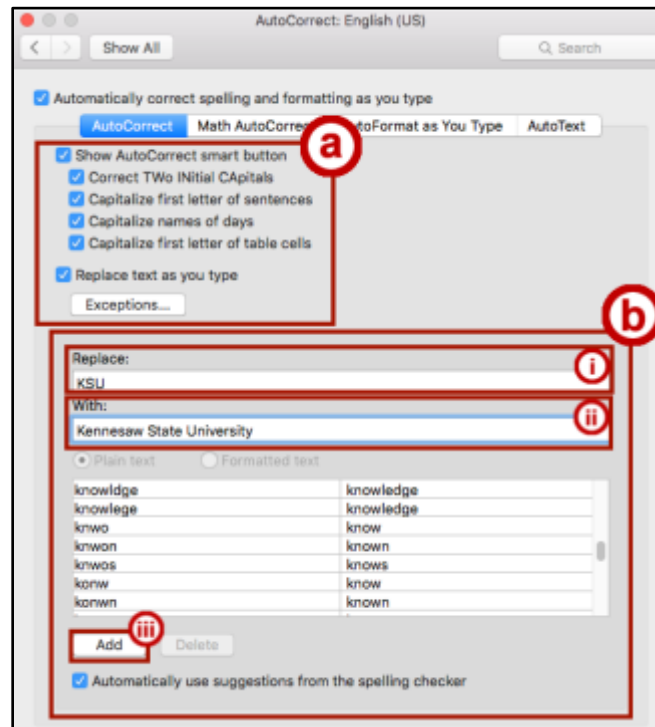 AutoCorrect: English (US)
Show All
Search
Automatically correct spelling and formatting as you type
AutoCorrect Math AutoCorrec utoFormat as You Type AutoText
a
Show AutoCorrect smart button
Correct TWo INitial CApitals
Capitalize first letter of sentences
Capitalize names of days
Capitalize first letter of table cells
Replace text as you type
Exceptions...
b
Replace:
i
KSU
With:
ii
Kennesaw State University
Plain text Formatted text
knowldge knowledge
knowlege knowledge
knwo know
knwon known
knwos knows
konw know
konwn known
iii
Add Delete
Automatically use suggestions from the spelling checker